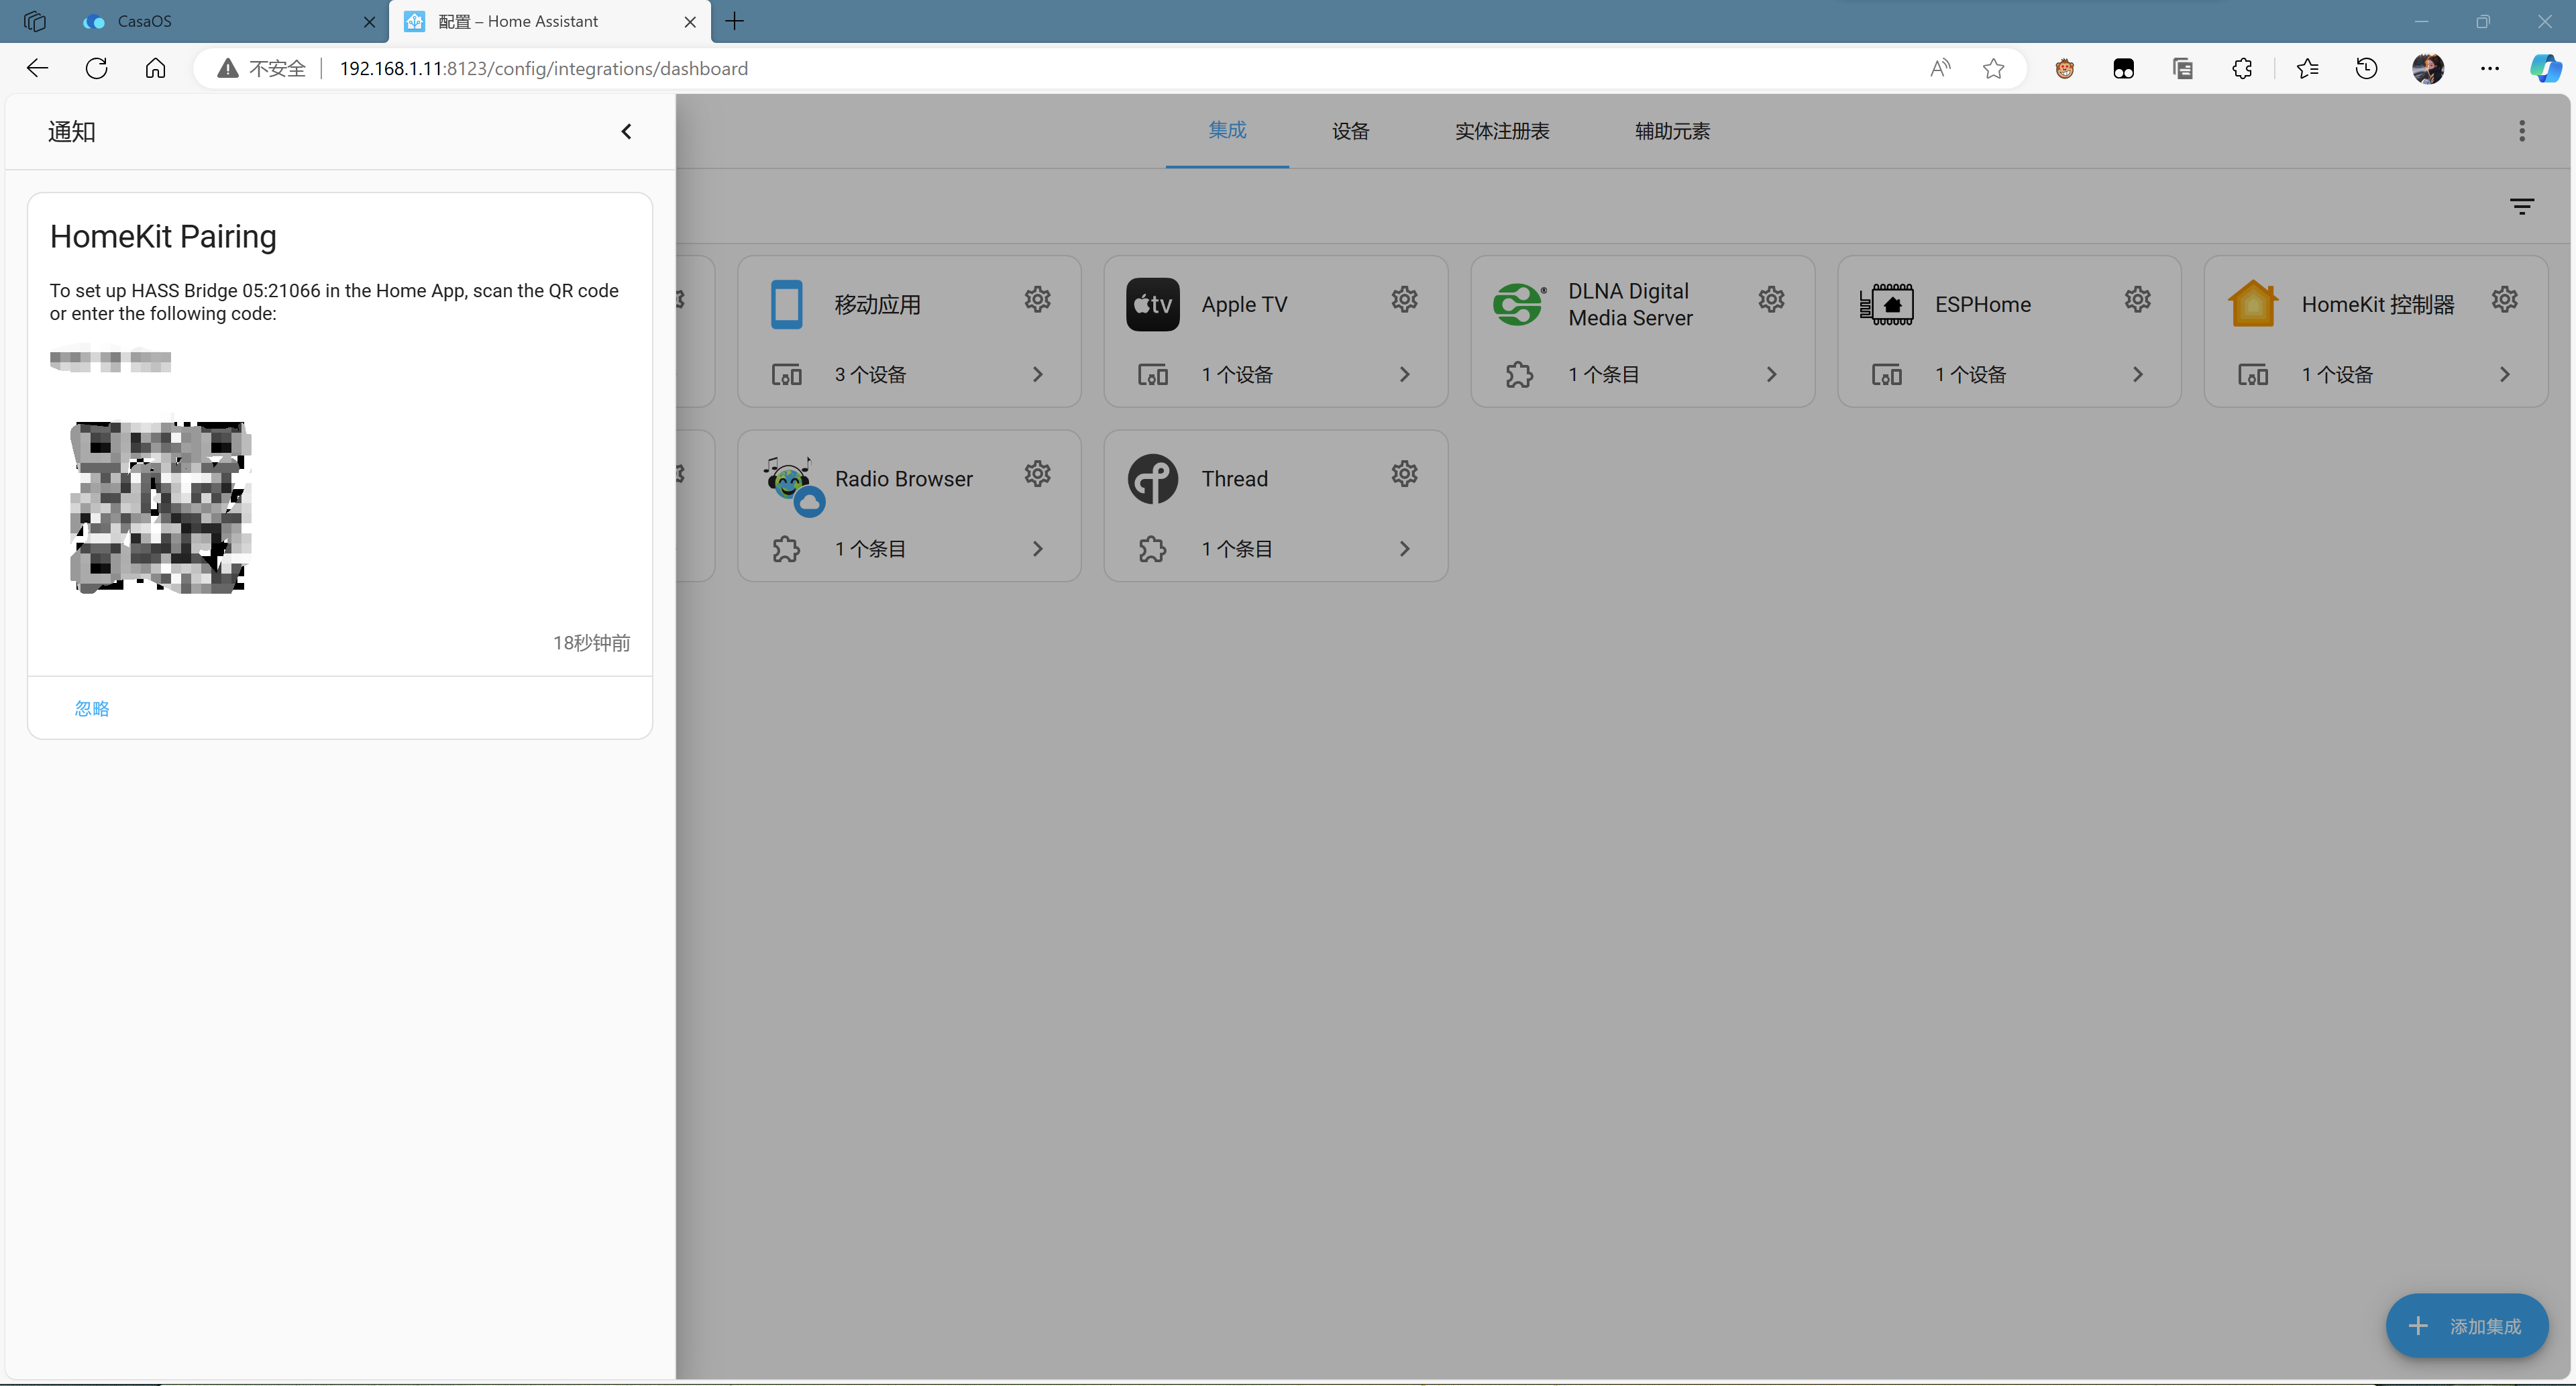 CasaOS
配置 – Home Assistant
不安全
192.168.1.11:8123/config/integrations/dashboard
通知
集成
设备
实体注册表
辅助元素
HomeKit Pairing
To set up HASS Bridge 05:21066 in the Home App, scan the QR code
or enter the following code:
18秒钟前
忽略
移动应用
3 个设备
tv
Apple TV
1 个设备
DLNA Digital
Media Server
1 个条目
ESPHome
1 个设备
HomeKit 控制器
1 个设备
Radio Browser
1 个条目
Thread
1 个条目
添加集成